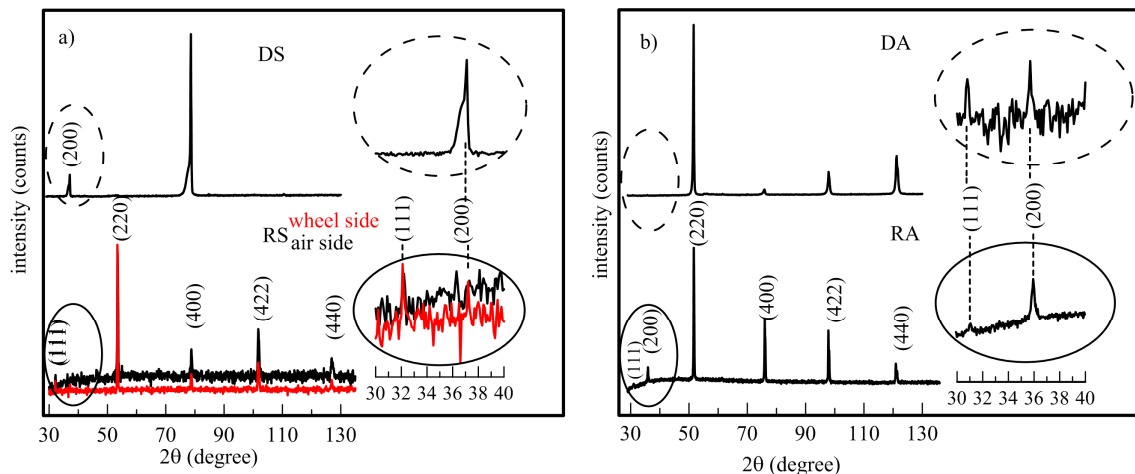 a)
DS
(200)
intensity (counts)
(220)
RS wheel side
air side
(111)
(200)
(111)
(400)
(422)
(440)
30 32 34 36 38 40
30 50 70 90 110 130
2θ (degree)
b)
DA
intensity (counts)
(220)
RA
(111)
(200)
(111)
(200)
(400)
(422)
(440)
30 32 34 36 38 40
30 50 70 90 110 130
2θ (degree)